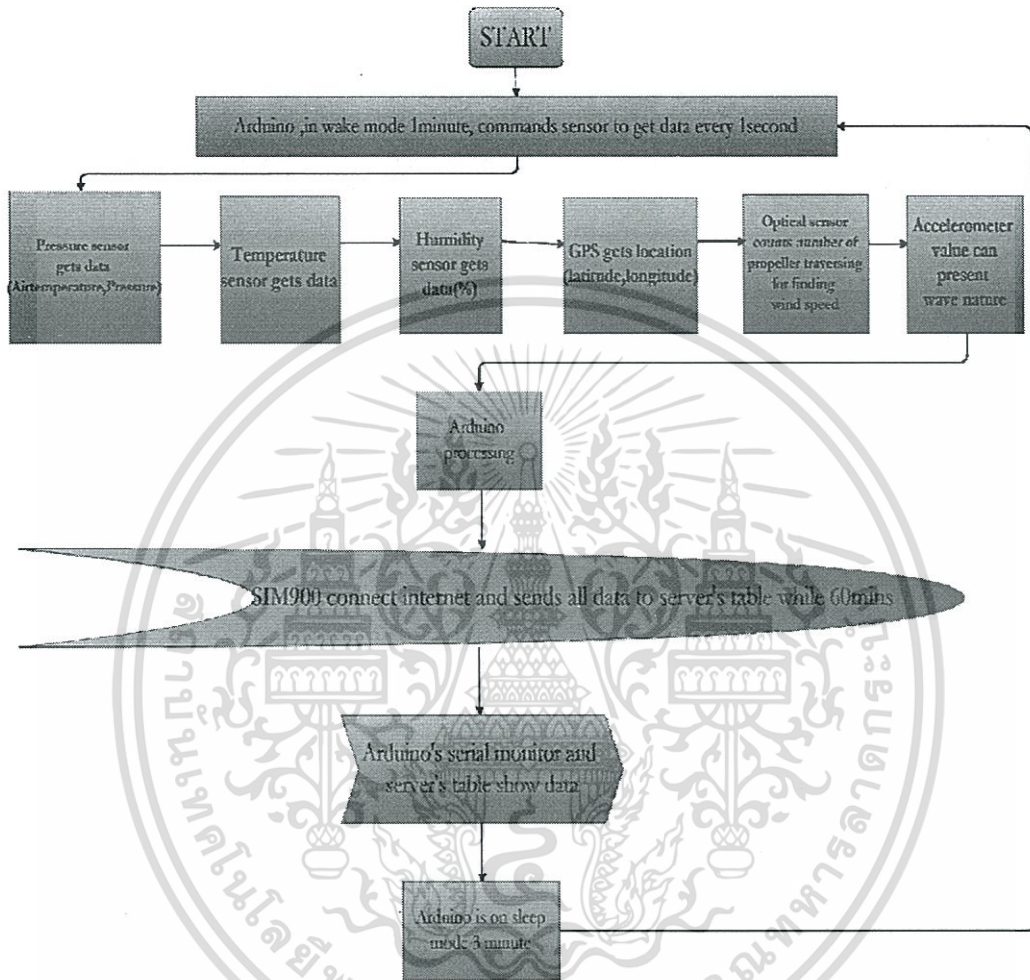 START
Arduino ,in wake mode 1minute, commands sensor to get data every 1second
Pressure sensor
gets data
(Airtemperature,Pressure)
Temperature
sensor gets data
Humidity
sensor gets
data(%)
GPS gets location
(latitude,longitude)
Optical sensor
counts number of
propeller traversing
for finding
wind speed
Accelerometer
value can
present
wave nature
Arduino
processing
SIM900 connect internet and sends all data to server's table while 60mins
Arduino's serial monitor and
server's table show data
Arduino is on sleep
mode 3 minute